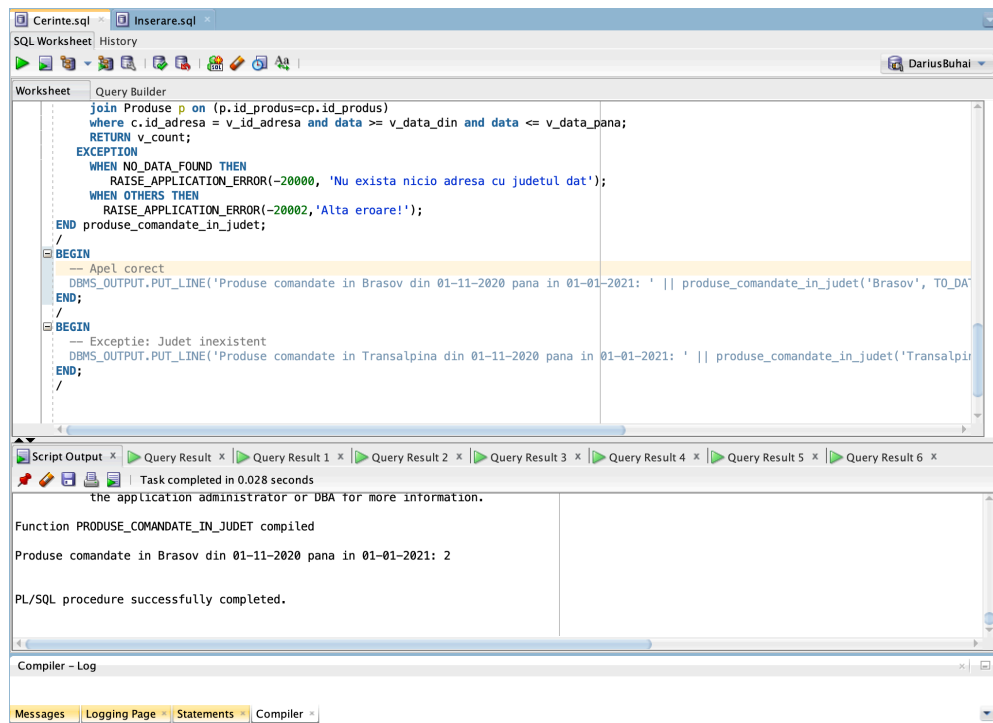 Cerinte.sql Inserare.sql
SQL Worksheet History
DariusBuhai
Worksheet Query Builder
join Produse p on (p.id_produs=cp.id_produs)
where c.id_adresa = v_id_adresa and data >= v_data_din and data <= v_data_pana;
RETURN v_count;
EXCEPTION
WHEN NO_DATA_FOUND THEN
RAISE_APPLICATION_ERROR(-20000, 'Nu exista nicio adresa cu judetul dat');
WHEN OTHERS THEN
RAISE_APPLICATION_ERROR(-20002,'Alta eroare!');
END produse_comandate_in_judet;
/
BEGIN
-- Apel corect
DBMS_OUTPUT.PUT_LINE('Produse comandate in Brasov din 01-11-2020 pana in 01-01-2021: ' || produse_comandate_in_judet('Brasov', TO_DAT
END;
/
BEGIN
-- Exceptie: Judet inexistent
DBMS_OUTPUT.PUT_LINE('Produse comandate in Transalpina din 01-11-2020 pana in 01-01-2021: ' || produse_comandate_in_judet('Transalpin
END;
/
Script Output x Query Result x Query Result 1 x Query Result 2 x Query Result 3 x Query Result 4 x Query Result 5 x Query Result 6 x
Task completed in 0.028 seconds
the application administrator or DBA for more information.
Function PRODUSE_COMANDATE_IN_JUDET compiled
Produse comandate in Brasov din 01-11-2020 pana in 01-01-2021: 2
PL/SQL procedure successfully completed.
Compiler - Log
Messages Logging Page Statements Compiler